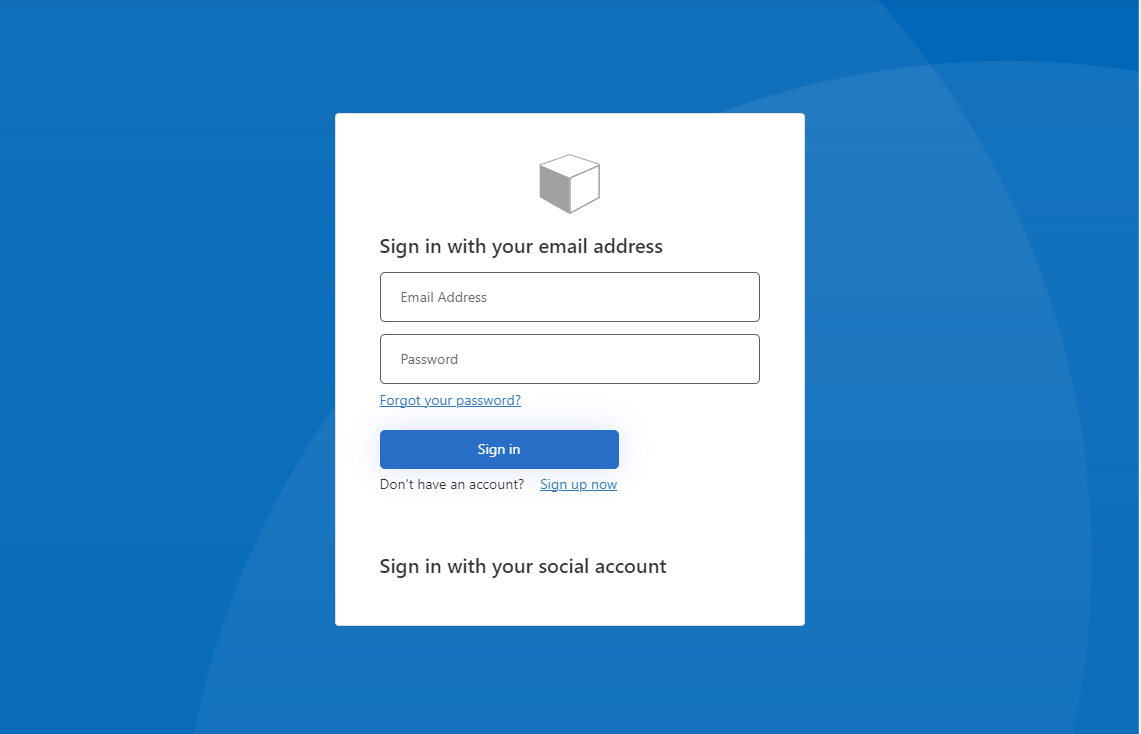 Sign in with your email address
Email Address
Password
Forgot your password?
Sign in
Don't have an account? Sign up now
Sign in with your social account